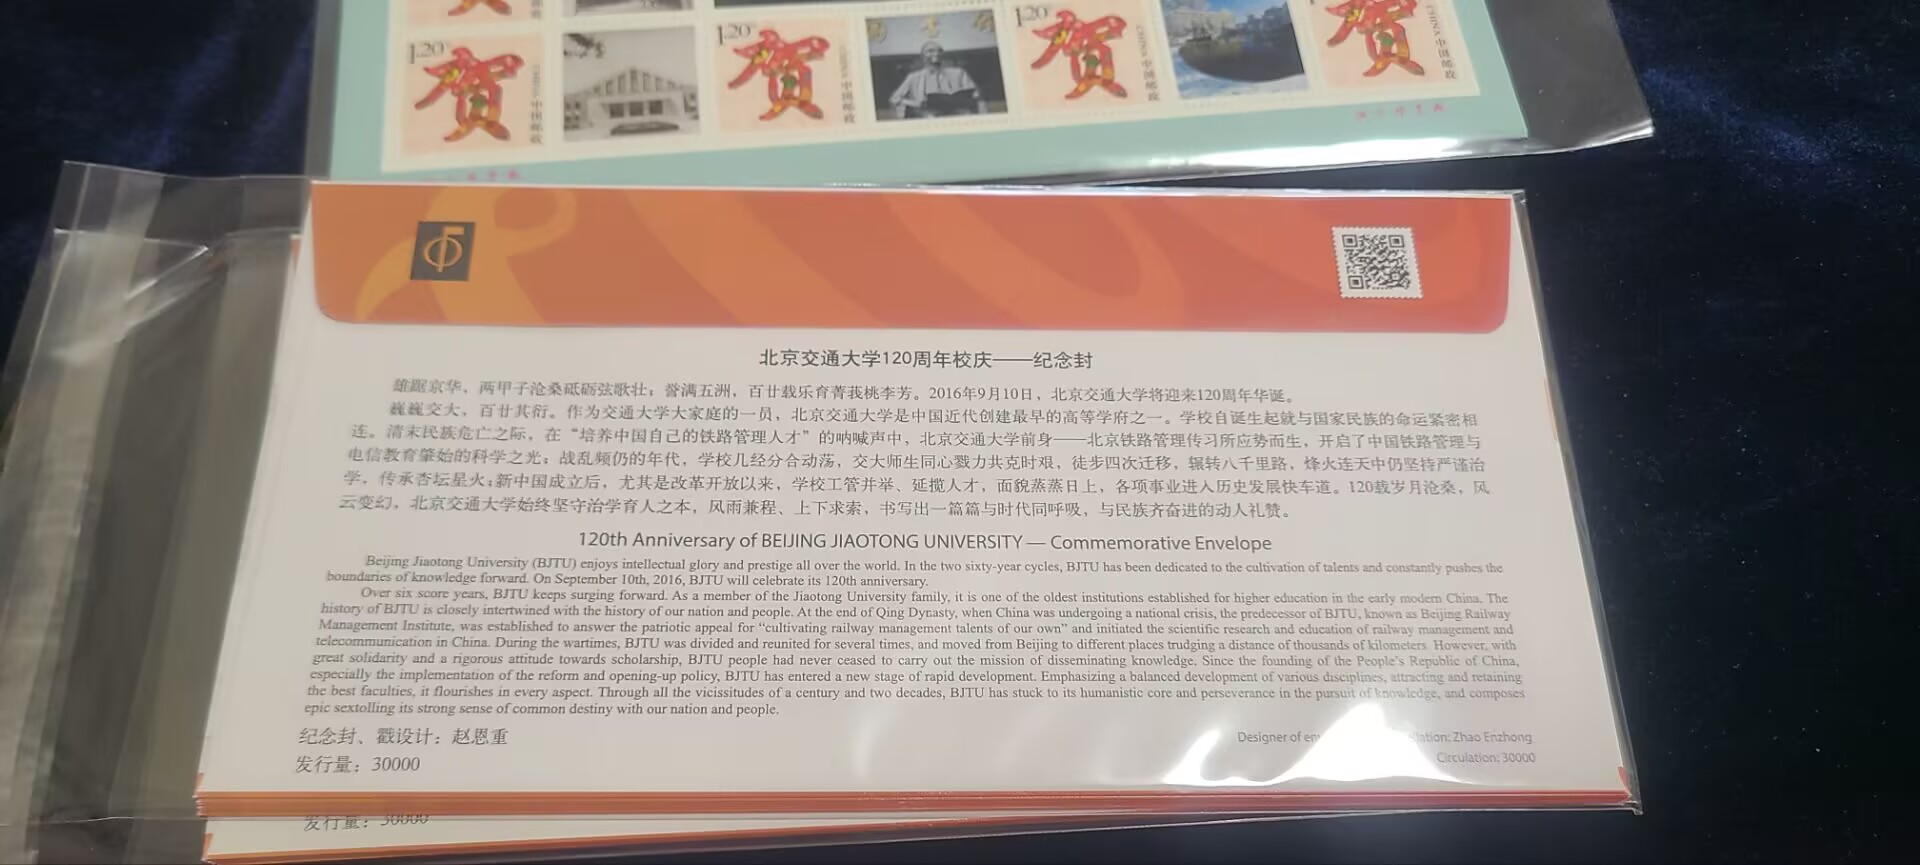 1.20
贺
中国邮政
1.20
贺
CHINA
中国邮政
1.20
贺
CHINA
中国邮政
贺
CHINA
中国邮政
北京交通大学120周年校庆——纪念封
雄踞京华，两甲子沧桑砥砺弦歌壮；誉满五洲，百廿载乐育菁莪桃李芳。2016年9月10日，北京交通大学将迎来120周年华诞。
巍巍交大，百廿其衍。作为交通大学大家庭的一员，北京交通大学是中国近代创建最早的高等学府之一。学校自诞生起就与国家民族的命运紧密相
连。清末民族危亡之际，在“培养中国自己的铁路管理人才”的呐喊声中，北京交通大学前身——北京铁路管理传习所应势而生，开启了中国铁路管理与
电信教育肇始的科学之光；战乱频仍的年代，学校几经分合动荡，交大师生同心戮力共克时艰，徒步四次迁移，辗转八千里路，烽火连天中仍坚持严谨治
学，传承杏坛星火；新中国成立后，尤其是改革开放以来，学校工管并举、延揽人才，面貌蒸蒸日上，各项事业进入历史发展快车道。120载岁月沧桑，风
云变幻，北京交通大学始终坚守治学育人之本，风雨兼程、上下求索，书写出一篇篇与时代同呼吸，与民族齐奋进的动人礼赞。
120th Anniversary of BEIJING JIAOTONG UNIVERSITY — Commemorative Envelope
Beijing Jiaotong University (BJTU) enjoys intellectual glory and prestige all over the world. In the two sixty-year cycles, BJTU has been dedicated to the cultivation of talents and constantly pushes the
boundaries of knowledge forward. On September 10th, 2016, BJTU will celebrate its 120th anniversary.
Over six score years, BJTU keeps surging forward. As a member of the Jiaotong University family, it is one of the oldest institutions established for higher education in the early modern China. The
history of BJTU is closely intertwined with the history of our nation and people. At the end of Qing Dynasty, when China was undergoing a national crisis, the predecessor of BJTU, known as Beijing Railway
Management Institute, was established to answer the patriotic appeal for “cultivating railway management talents of our own” and initiated the scientific research and education of railway management and
telecommunication in China. During the wartimes, BJTU was divided and reunited for several times, and moved from Beijing to different places trudging a distance of thousands of kilometers. However, with
great solidarity and a rigorous attitude towards scholarship, BJTU people had never ceased to carry out the mission of disseminating knowledge. Since the founding of the People's Republic of China,
especially the implementation of the reform and opening-up policy, BJTU has entered a new stage of rapid development. Emphasizing a balanced development of various disciplines, attracting and retaining
the best faculties, it flourishes in every aspect. Through all the vicissitudes of a century and two decades, BJTU has stuck to its humanistic core and perseverance in the pursuit of knowledge, and composes
epic sextolling its strong sense of common destiny with our nation and people.
纪念封、戳设计：赵恩重
Designer of Zhao Enzhong
发行量：30000
Circulation: 30000
发行量：30000